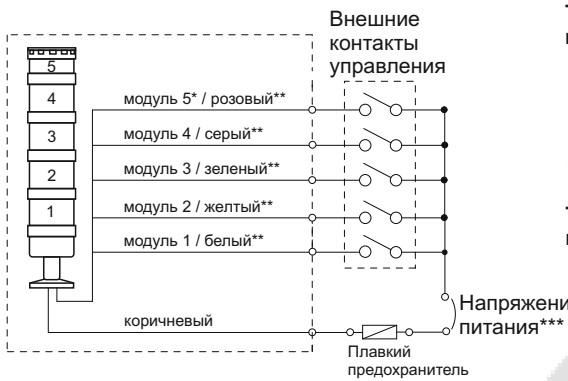 Внешние
контакты
управления
5
4
3
2
1
модуль 5* / розовый**
модуль 4 / серый**
модуль 3 / зеленый**
модуль 2 / желтый**
модуль 1 / белый**
коричневый
Плавкий
предохранитель
Напряжени
питания***